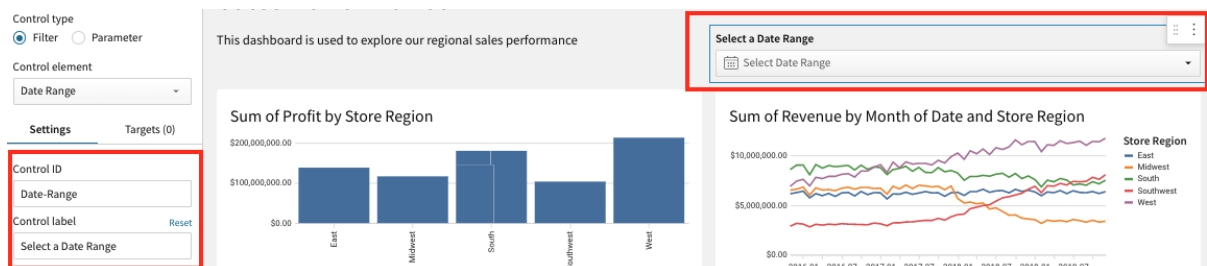 Control type
Filter
Parameter
Control element
Date Range
Settings
Targets (0)
Control ID
Date-Range
Control label
Reset
Select a Date Range
This dashboard is used to explore our regional sales performance
Select a Date Range
Select Date Range
Sum of Profit by Store Region
$200,000,000.00
$100,000,000.00
$0.00
East
Midwest
South
West
Sum of Revenue by Month of Date and Store Region
$10,000,000.00
$5,000,000.00
$0.00
Store Region
East
Midwest
South
Southwest
West